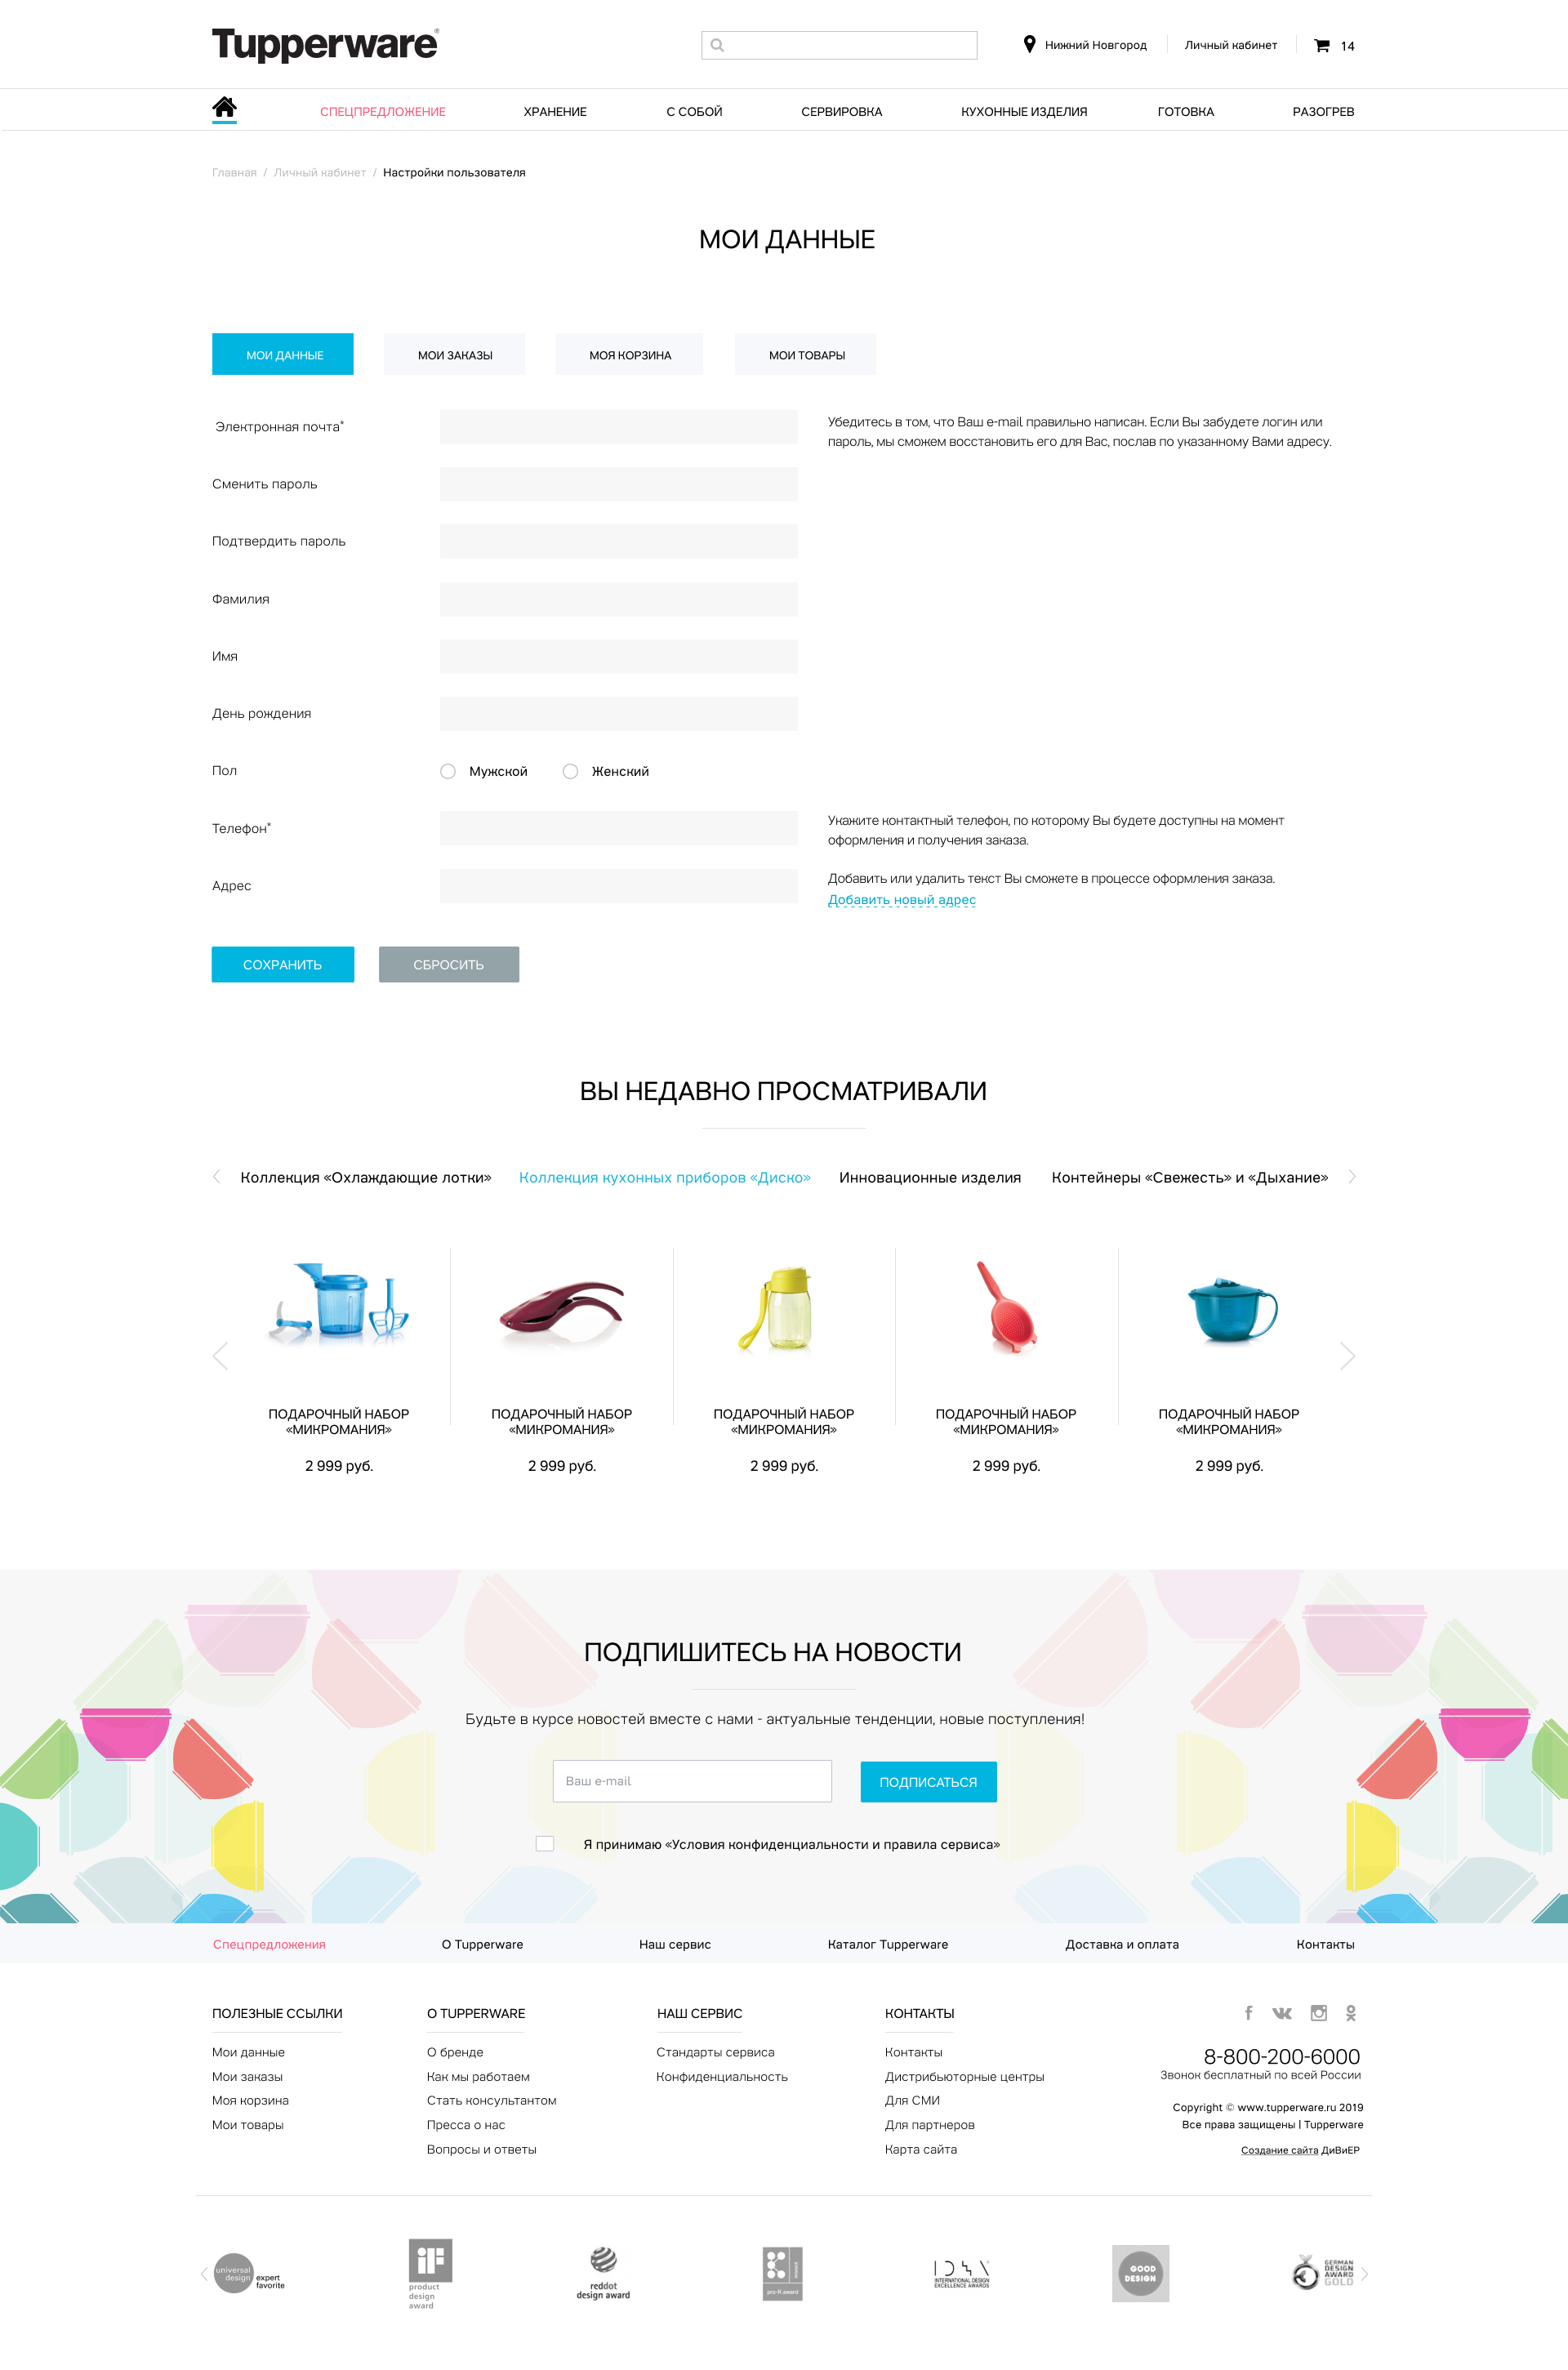 Tupperware®
Нижний Новгород
Личный кабинет
14
СПЕЦПРЕДЛОЖЕНИЕ
ХРАНЕНИЕ
С СОБОЙ
СЕРВИРОВКА
КУХОННЫЕ ИЗДЕЛИЯ
ГОТОВКА
РАЗОГРЕВ
Главная / Личный кабинет / Настройки пользователя
МОИ ДАННЫЕ
МОИ ДАННЫЕ
МОИ ЗАКАЗЫ
МОЯ КОРЗИНА
МОИ ТОВАРЫ
Электронная почта*
Убедитесь в том, что Ваш e-mail правильно написан. Если Вы забудете логин или
пароль, мы сможем восстановить его для Вас, послав по указанному Вами адресу.
Сменить пароль
Подтвердить пароль
Фамилия
Имя
День рождения
Пол
Мужской
Женский
Телефон*
Укажите контактный телефон, по которому Вы будете доступны на момент
оформления и получения заказа.
Адрес
Добавить или удалить текст Вы сможете в процессе оформления заказа.
Добавить новый адрес
СОХРАНИТЬ
СБРОСИТЬ
ВЫ НЕДАВНО ПРОСМАТРИВАЛИ
Коллекция «Охлаждающие лотки»
Коллекция кухонных приборов «Диско»
Инновационные изделия
Контейнеры «Свежесть» и «Дыхание»
ПОДАРОЧНЫЙ НАБОР
«МИКРОМАНИЯ»
2 999 руб.
ПОДАРОЧНЫЙ НАБОР
«МИКРОМАНИЯ»
2 999 руб.
ПОДАРОЧНЫЙ НАБОР
«МИКРОМАНИЯ»
2 999 руб.
ПОДАРОЧНЫЙ НАБОР
«МИКРОМАНИЯ»
2 999 руб.
ПОДАРОЧНЫЙ НАБОР
«МИКРОМАНИЯ»
2 999 руб.
ПОДПИШИТЕСЬ НА НОВОСТИ
Будьте в курсе новостей вместе с нами - актуальные тенденции, новые поступления!
Ваш e-mail
ПОДПИСАТЬСЯ
Я принимаю «Условия конфиденциальности и правила сервиса»
Спецпредложения
О Tupperware
Наш сервис
Каталог Tupperware
Доставка и оплата
Контакты
ПОЛЕЗНЫЕ ССЫЛКИ
Мои данные
Мои заказы
Моя корзина
Мои товары
О TUPPERWARE
О бренде
Как мы работаем
Стать консультантом
Пресса о нас
Вопросы и ответы
НАШ СЕРВИС
Стандарты сервиса
Конфиденциальность
КОНТАКТЫ
Контакты
Дистрибьюторные центры
Для СМИ
Для партнеров
Карта сайта
8-800-200-6000
Звонок бесплатный по всей России
Copyright © www.tupperware.ru 2019
Все права защищены | Tupperware
Создание сайта ДиВиЕР
universal
design
expert
favorite
iF
product
design
award
reddot
design award
pro-K award
IDEA
INTERNATIONAL DESIGN
EXCELLENCE AWARDS
GOOD
DESIGN
GERMAN
DESIGN
AWARD
GOLD